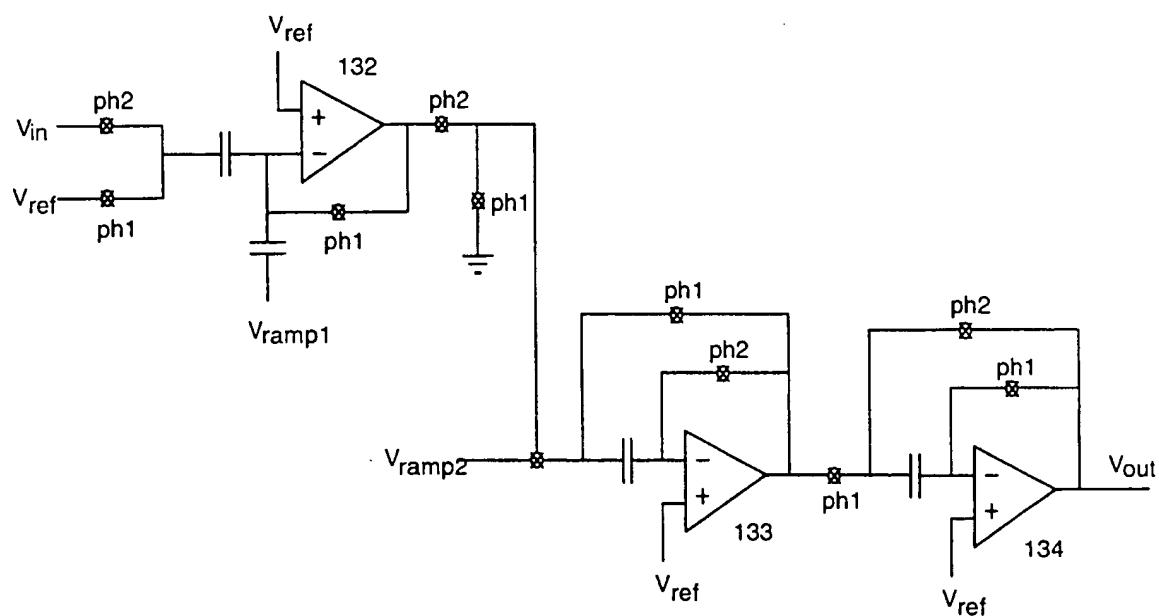 Vref
132
ph2
ph2
Vin
+
−
Vref
ph1
ph1
ph1
Vramp1
ph1
ph2
ph2
ph1
Vramp2
−
+
ph1
−
+
Vout
133
134
Vref
Vref